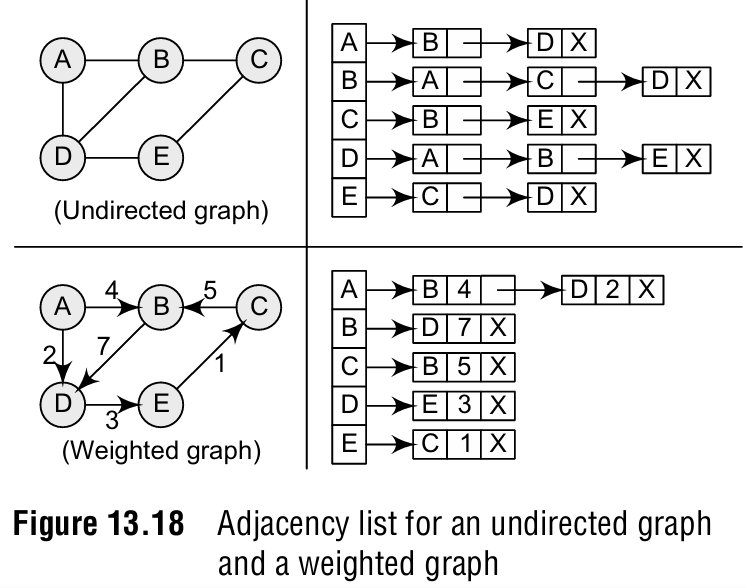 A B C
D E
(Undirected graph)
A B D X
B A C D X
C B E X
D A B E X
E C D X
A 4 B 5 C
2 7 1
D 3 E
(Weighted graph)
A B 4 D 2 X
B D 7 X
C B 5 X
D E 3 X
E C 1 X
Figure 13.18 Adjacency list for an undirected graph
and a weighted graph